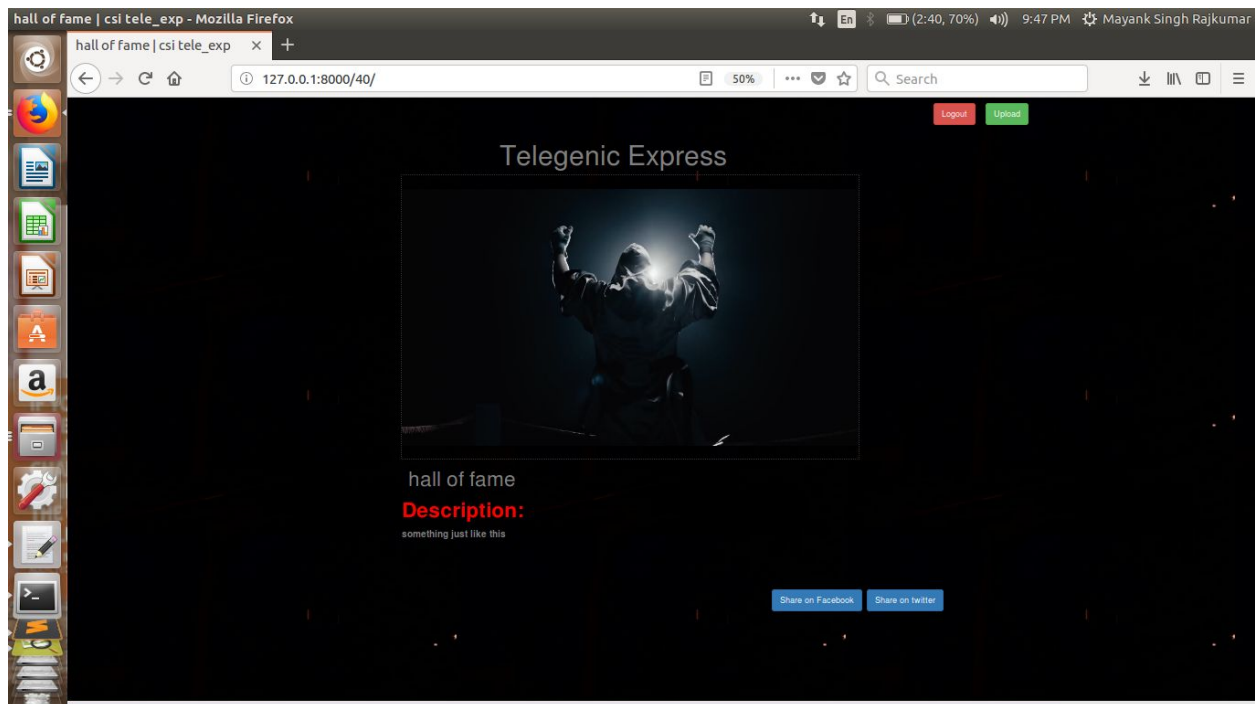 hall of fame | csi tele_exp - Mozilla Firefox
En (2:40, 70%) 9:47 PM Mayank Singh Rajkumar
hall of fame | csi tele_exp × +
127.0.0.1:8000/40/ 50% Search
Logout Upload
Telegenic Express
hall of fame
Description:
something just like this
Share on Facebook Share on twitter